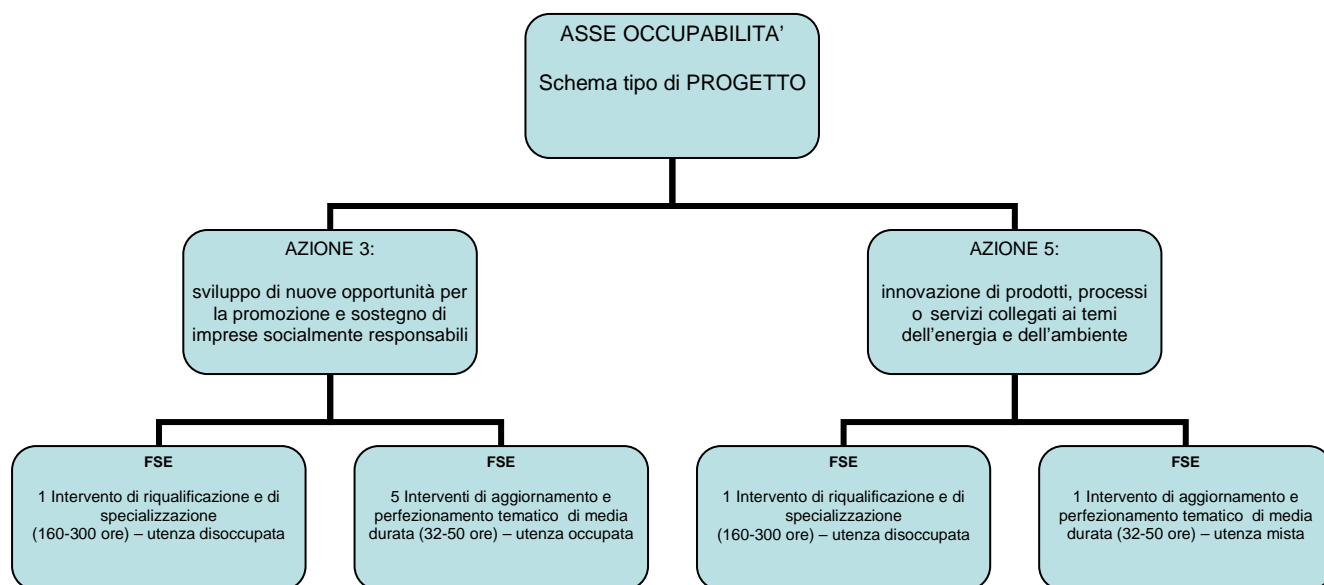 ASSE OCCUPABILITA’
Schema tipo di PROGETTO
AZIONE 3:
sviluppo di nuove opportunità per
la promozione e sostegno di
imprese socialmente responsabili
AZIONE 5:
innovazione di prodotti, processi
o servizi collegati ai temi
dell’energia e dell’ambiente
FSE
1 Intervento di riqualificazione e di
specializzazione
(160-300 ore) – utenza disoccupata
FSE
5 Interventi di aggiornamento e
perfezionamento tematico di media
durata (32-50 ore) – utenza occupata
FSE
1 Intervento di riqualificazione e di
specializzazione
(160-300 ore) – utenza disoccupata
FSE
1 Intervento di aggiornamento e
perfezionamento tematico di media
durata (32-50 ore) – utenza mista